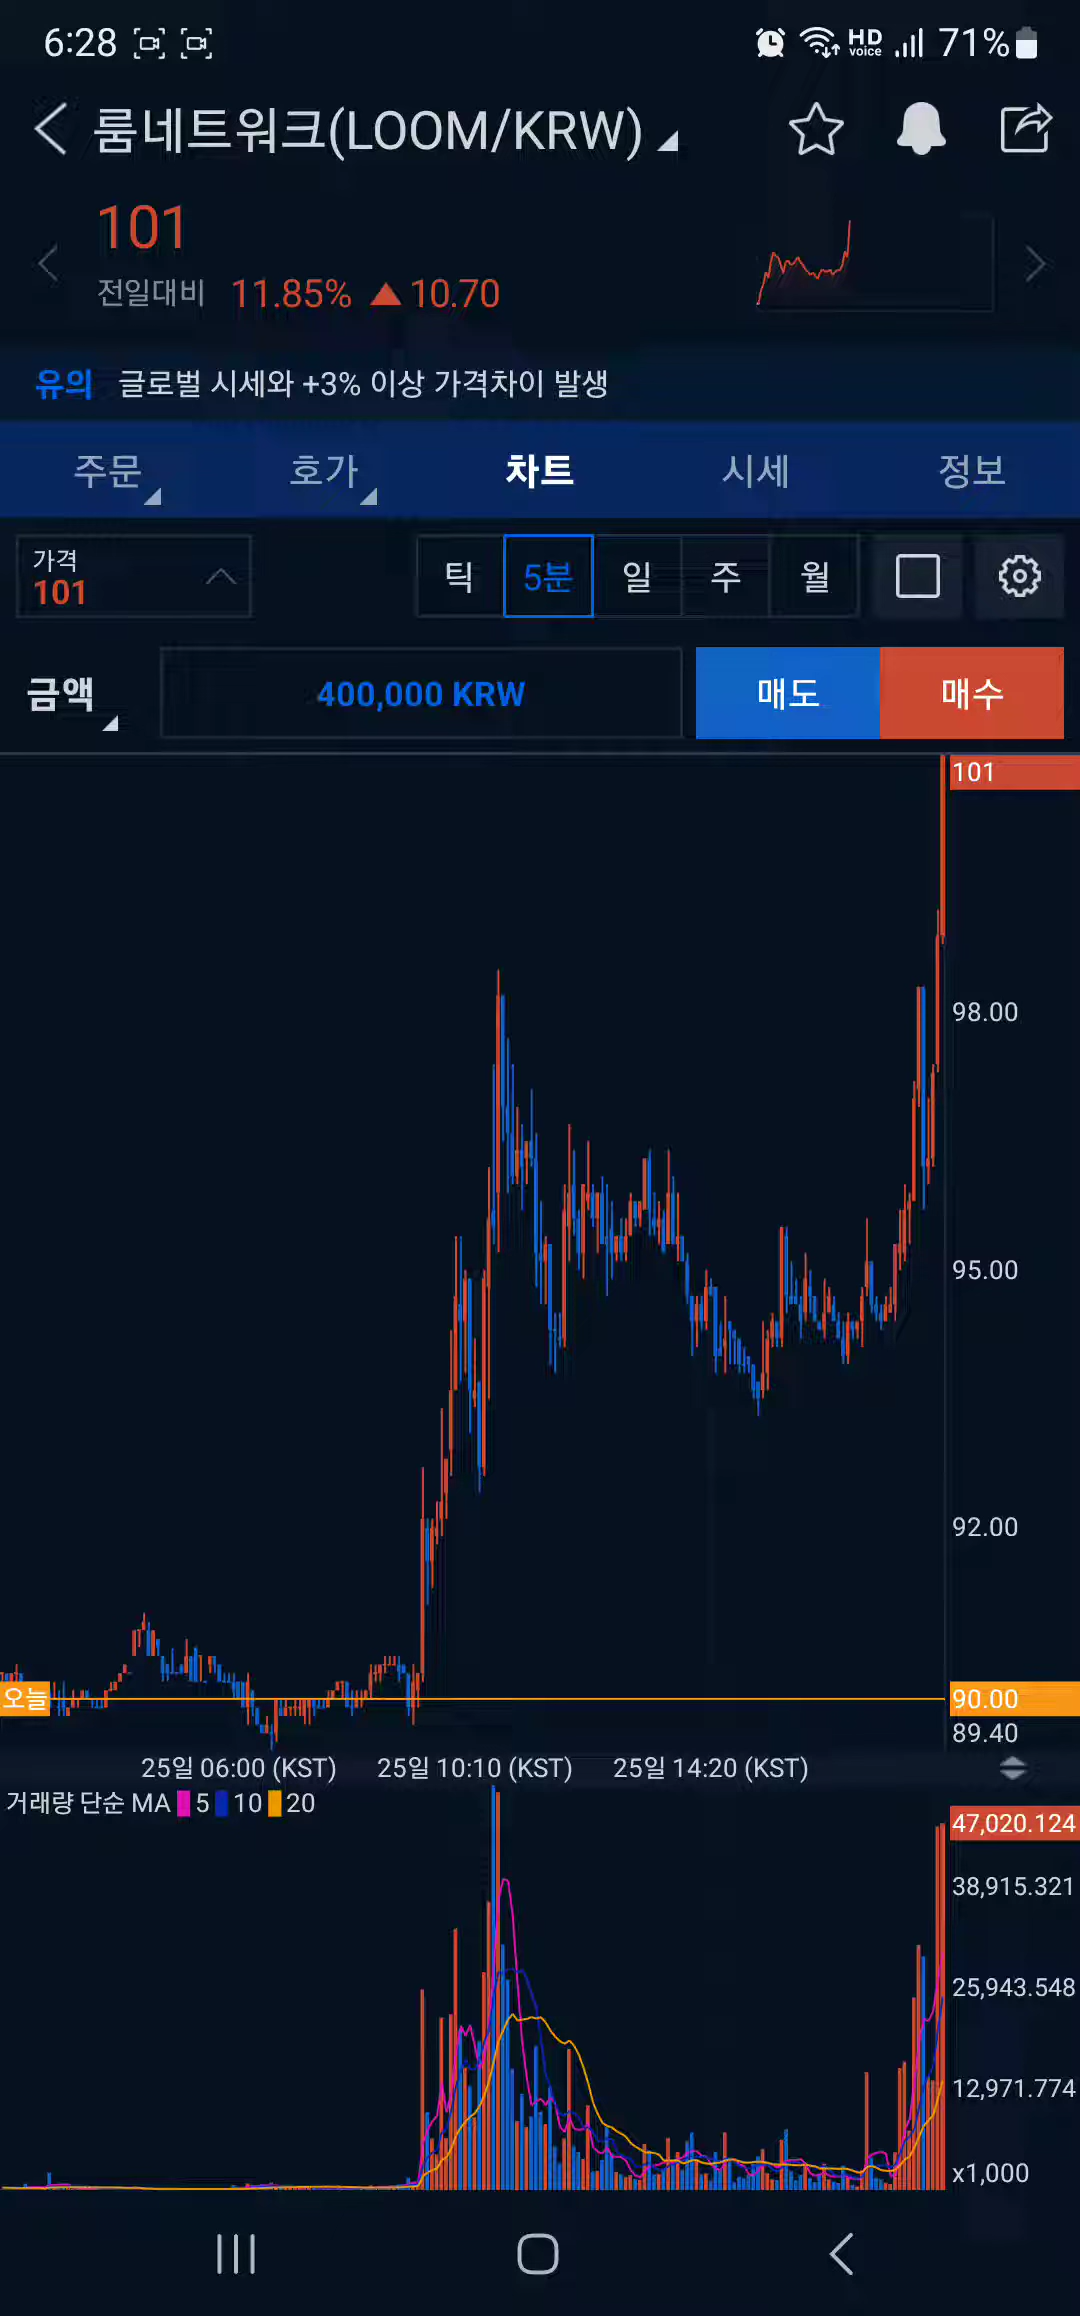 6:28 HD voice 71%
룸네트워크(LOOM/KRW)
101
전일대비 11.85% ▲ 10.70
유의 글로벌 시세와 +3% 이상 가격차이 발생
주문 호가 차트 시세 정보
가격
101
틱 5분 일 주 월
금액 400,000 KRW 매도 매수
101
98.00
95.00
92.00
오늘 90.00
89.40
25일 06:00 (KST) 25일 10:10 (KST) 25일 14:20 (KST)
거래량 단순 MA 5 10 20
47,020.124
38,915.321
25,943.548
12,971.774
x1,000